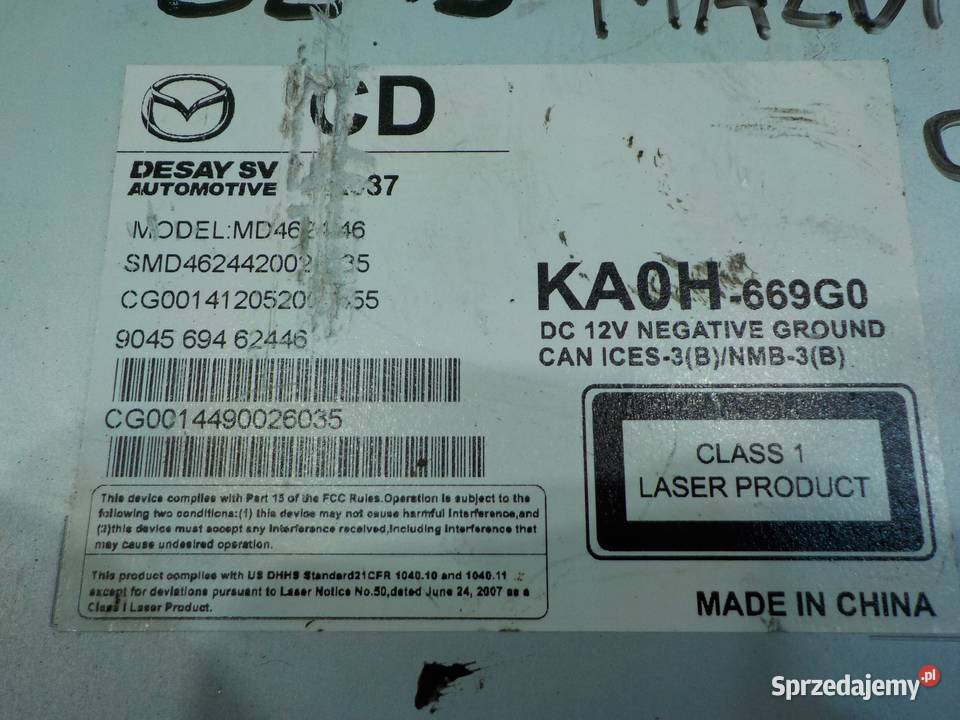 CD
DESAY SV
AUTOMOTIVE
MODEL:
9045 694 62446
CG0014490026035
KA0H-669G0
DC 12V NEGATIVE GROUND
CAN ICES-3(B)/NMB-3(B)
CLASS 1
LASER PRODUCT
This device complies with Part 15 of the FCC Rules.Operation is subject to the
following two conditions:(1) this device may not cause harmful interference,and
(2)this device must accept any interference received,including interference that
may cause undesired operation.
This product complies with US DHHS Standard21CFR 1040.10 and 1040.11
except for deviations pursuant to Laser Notice No.50,dated June 24, 2007 as a
Class I Laser Product.
MADE IN CHINA
Sprzedajemy.pl